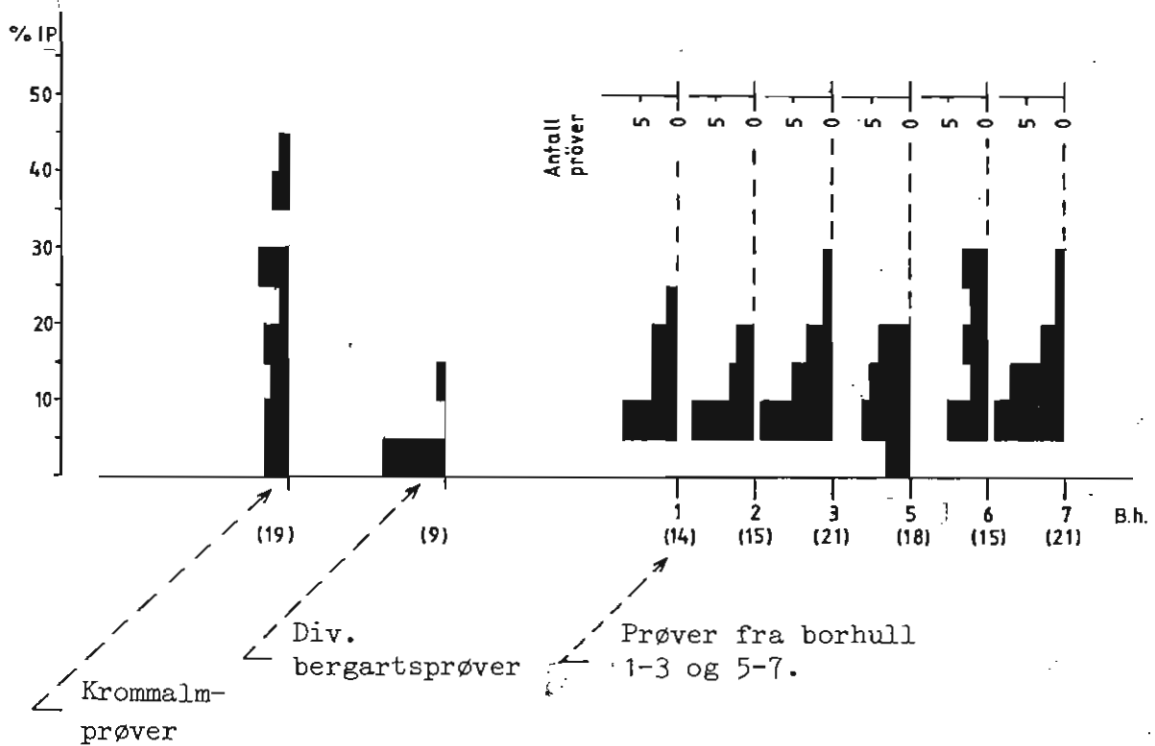 % IP
50
40
30
20
10
Antall
pröver
5 0 5 0 5 0 5 0 5 0 5 0
1 2 3 5 6 7 B.h.
(19) (9) (14) (15) (21) (18) (15) (21)
Div.
bergartsprøver
Prøver fra borhull
1-3 og 5-7.
Krommalm-
prøver